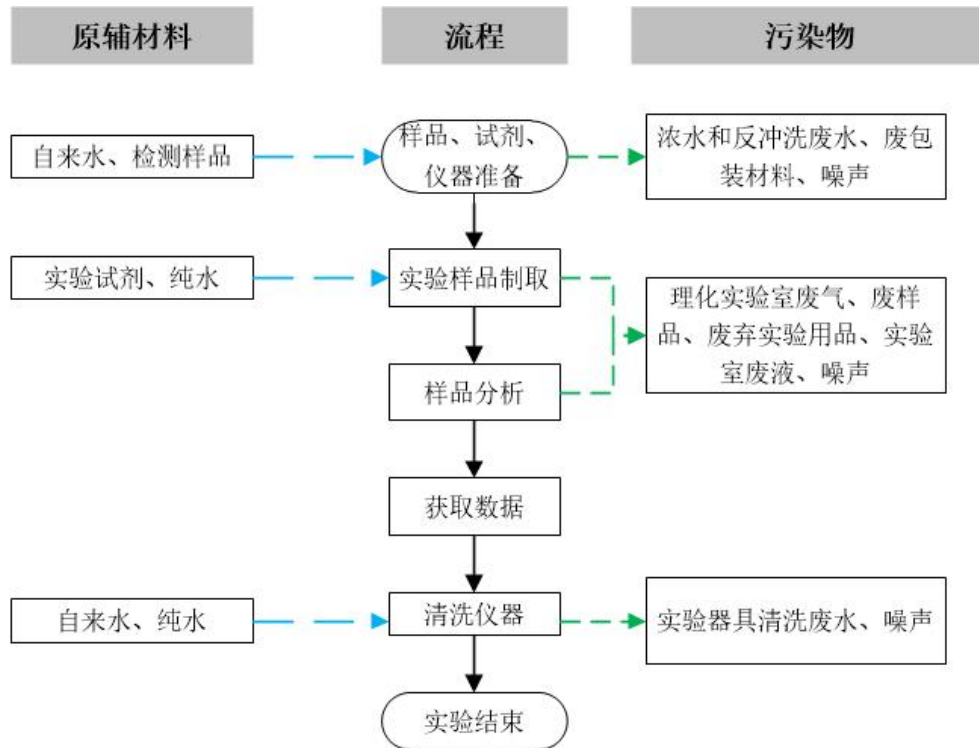 原辅材料
流程
污染物
自来水、检测样品
样品、试剂、
仪器准备
浓水和反冲洗废水、废包
装材料、噪声
实验试剂、纯水
实验样品制取
理化实验室废气、废样
品、废弃实验用品、实验
室废液、噪声
样品分析
获取数据
自来水、纯水
清洗仪器
实验器具清洗废水、噪声
实验结束